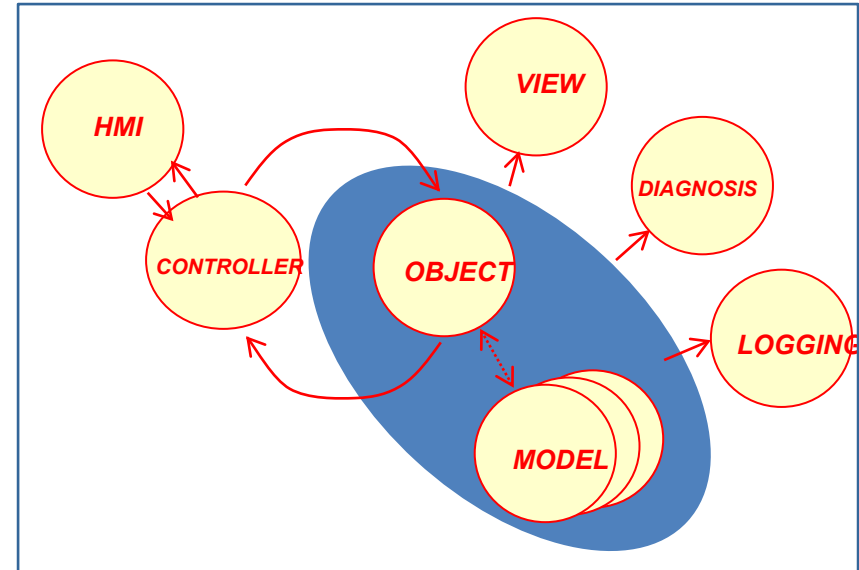 VIEW
HMI
DIAGNOSIS
CONTROLLER
OBJECT
LOGGING
MODEL